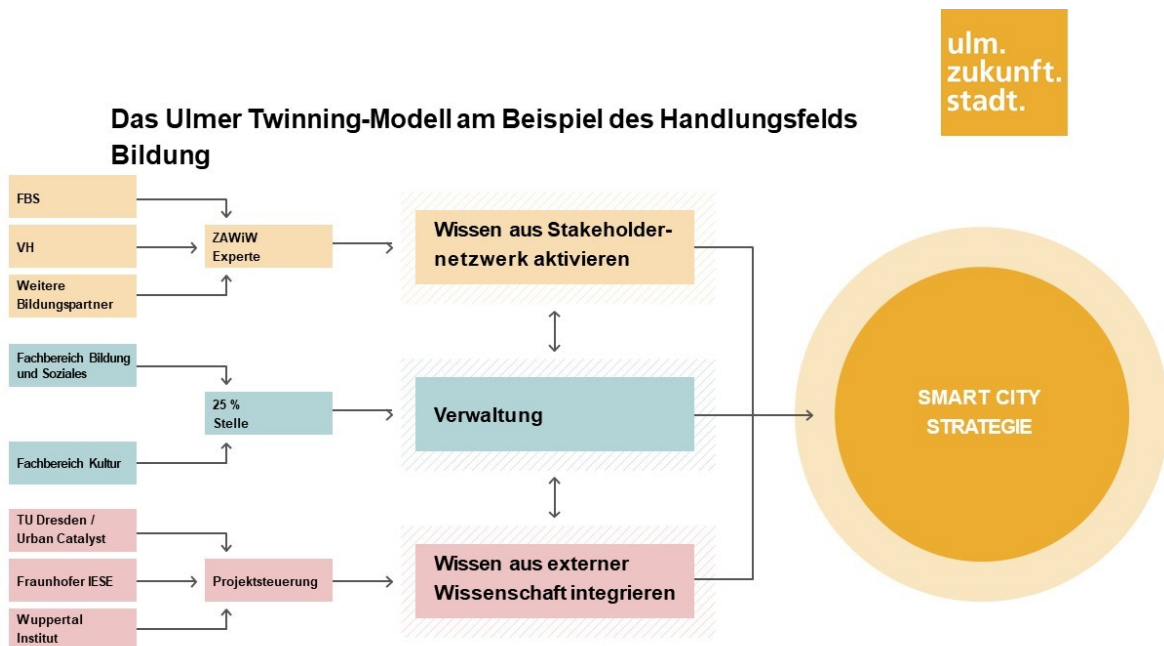 ulm.
zukunft.
stadt.
Das Ulmer Twinning-Modell am Beispiel des Handlungsfelds
Bildung
FBS
VH
Weitere
Bildungspartner
ZAWiW
Experte
Wissen aus Stakeholder-
netzwerk aktivieren
Fachbereich Bildung
und Soziales
Fachbereich Kultur
25 %
Stelle
Verwaltung
TU Dresden /
Urban Catalyst
Fraunhofer IESE
Wuppertal
Institut
Projektsteuerung
Wissen aus externer
Wissenschaft integrieren
SMART CITY
STRATEGIE